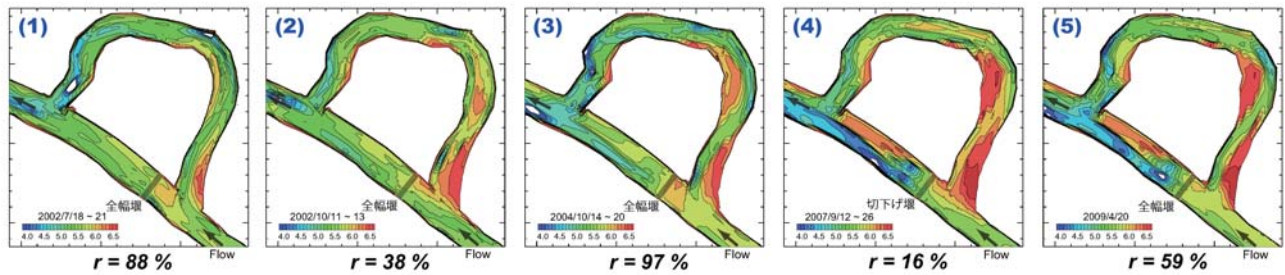 (1)
全幅堰
2002/7/18 ~ 21
4.0 4.5 5.0 5.5 6.0 6.5
Flow
r = 88 %
(2)
全幅堰
2002/10/11 ~ 13
4.0 4.5 5.0 5.5 6.0 6.5
Flow
r = 38 %
(3)
全幅堰
2004/10/14 ~ 20
4.0 4.5 5.0 5.5 6.0 6.5
Flow
r = 97 %
(4)
切下げ堰
2007/9/12 ~ 26
4.0 4.5 5.0 5.5 6.0 6.5
Flow
r = 16 %
(5)
全幅堰
2009/4/20
4.0 4.5 5.0 5.5 6.0 6.5
Flow
r = 59 %